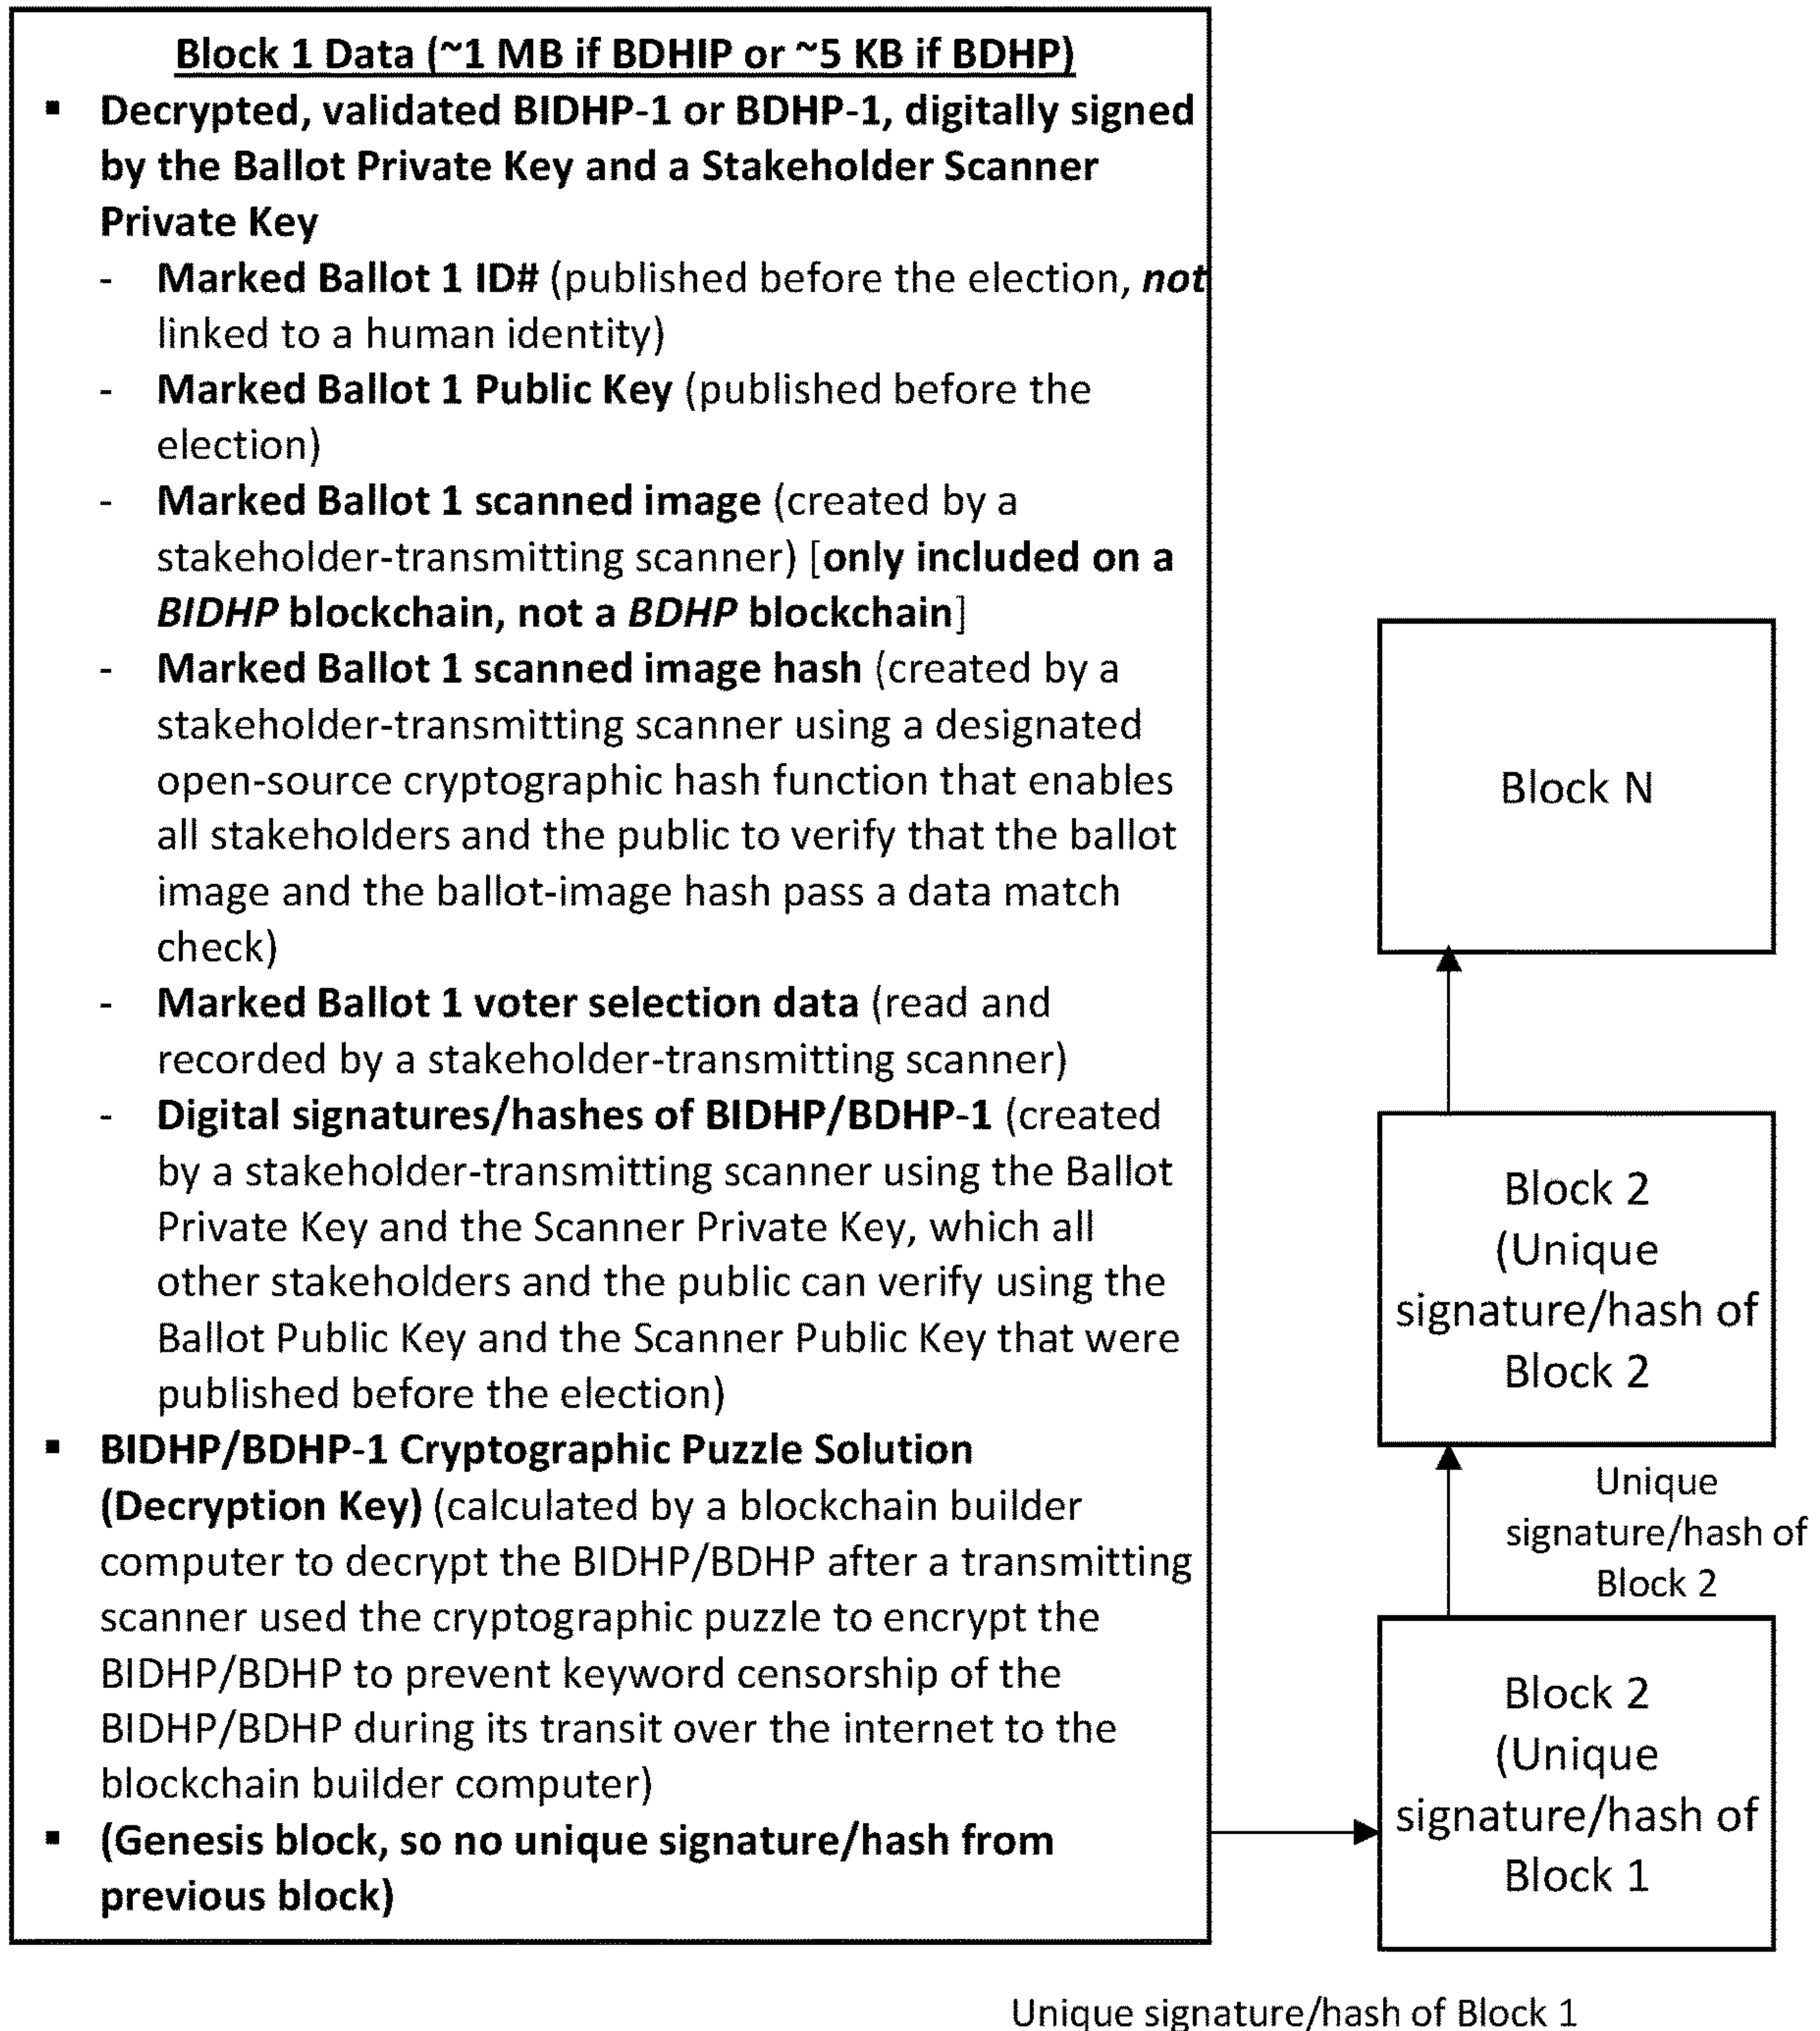 Block 1 Data (~1 MB if BDHIP or ~5 KB if BDHP)
▪ Decrypted, validated BIDHP-1 or BDHP-1, digitally signed
by the Ballot Private Key and a Stakeholder Scanner
Private Key
- Marked Ballot 1 ID# (published before the election, not
linked to a human identity)
- Marked Ballot 1 Public Key (published before the
election)
- Marked Ballot 1 scanned image (created by a
stakeholder-transmitting scanner) [only included on a
BIDHP blockchain, not a BDHP blockchain]
- Marked Ballot 1 scanned image hash (created by a
stakeholder-transmitting scanner using a designated
open-source cryptographic hash function that enables
all stakeholders and the public to verify that the ballot
image and the ballot-image hash pass a data match
check)
- Marked Ballot 1 voter selection data (read and
recorded by a stakeholder-transmitting scanner)
- Digital signatures/hashes of BIDHP/BDHP-1 (created
by a stakeholder-transmitting scanner using the Ballot
Private Key and the Scanner Private Key, which all
other stakeholders and the public can verify using the
Ballot Public Key and the Scanner Public Key that were
published before the election)
▪ BIDHP/BDHP-1 Cryptographic Puzzle Solution
(Decryption Key) (calculated by a blockchain builder
computer to decrypt the BIDHP/BDHP after a transmitting
scanner used the cryptographic puzzle to encrypt the
BIDHP/BDHP to prevent keyword censorship of the
BIDHP/BDHP during its transit over the internet to the
blockchain builder computer)
▪ (Genesis block, so no unique signature/hash from
previous block)
Block N
Block 2
(Unique
signature/hash of
Block 2
Unique
signature/hash of
Block 2
Block 2
(Unique
signature/hash of
Block 1
Unique signature/hash of Block 1